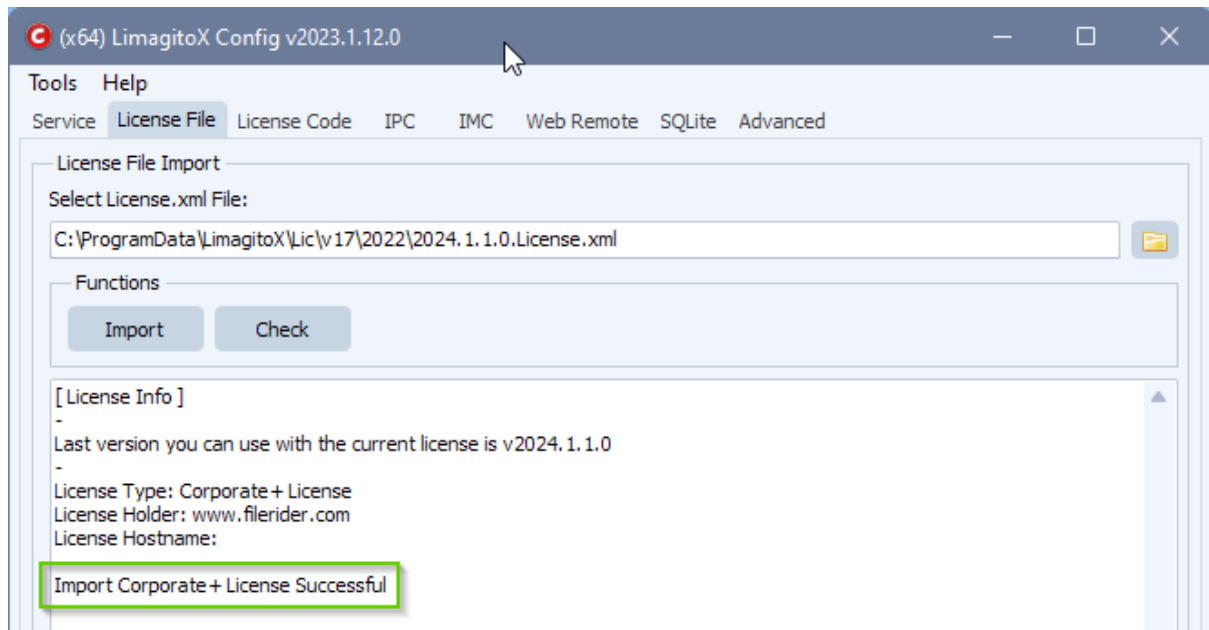 (x64) LimagitoX Config v2023.1.12.0
Tools Help
Service License File License Code IPC IMC Web Remote SQLite Advanced
License File Import
Select License.xml File:
C:\ProgramData\LimagitoX\Lic\v17\2022\2024.1.1.0.License.xml
Functions
Import Check
[ License Info ]
-
Last version you can use with the current license is v2024.1.1.0
-
License Type: Corporate+ License
License Holder: www.filerider.com
License Hostname:
Import Corporate+ License Successful